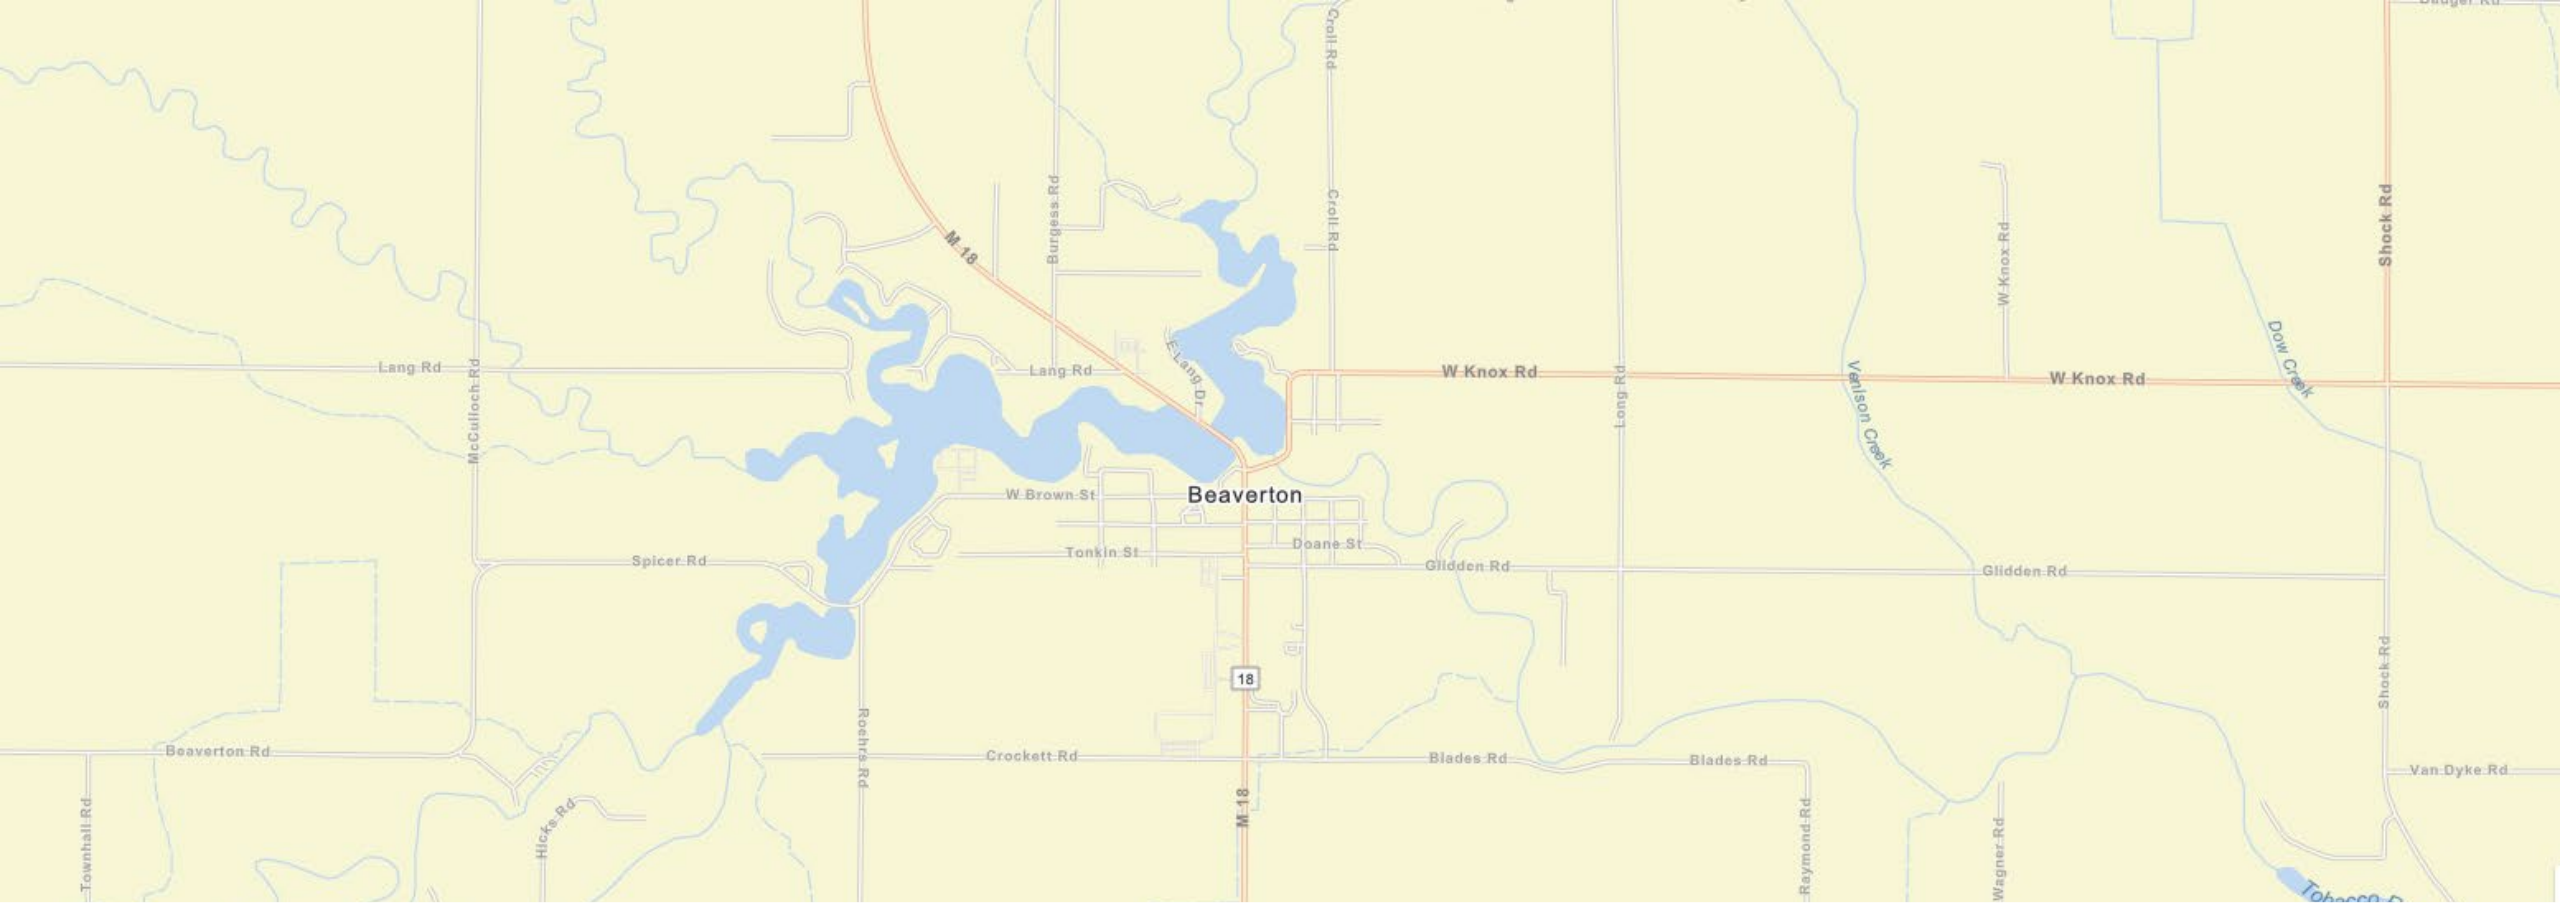 Croll Rd
Shock Rd
Burgess Rd
Croll Rd
M 18
W Knox Rd
Dow Creek
E Lang Dr
Lang Rd
Lang Rd
W Knox Rd
W Knox Rd
McCulloch Rd
Long Rd
Venison Creek
W Brown St
Beaverton
Tonkin St
Doane St
Spicer Rd
Glidden Rd
Glidden Rd
18
Shock Rd
Roehrs Rd
Beaverton Rd
Crockett Rd
Blades Rd
Blades Rd
Van Dyke Rd
M 18
Townhall Rd
Hicks Rd
Raymond Rd
Wagner Rd
Tobacco